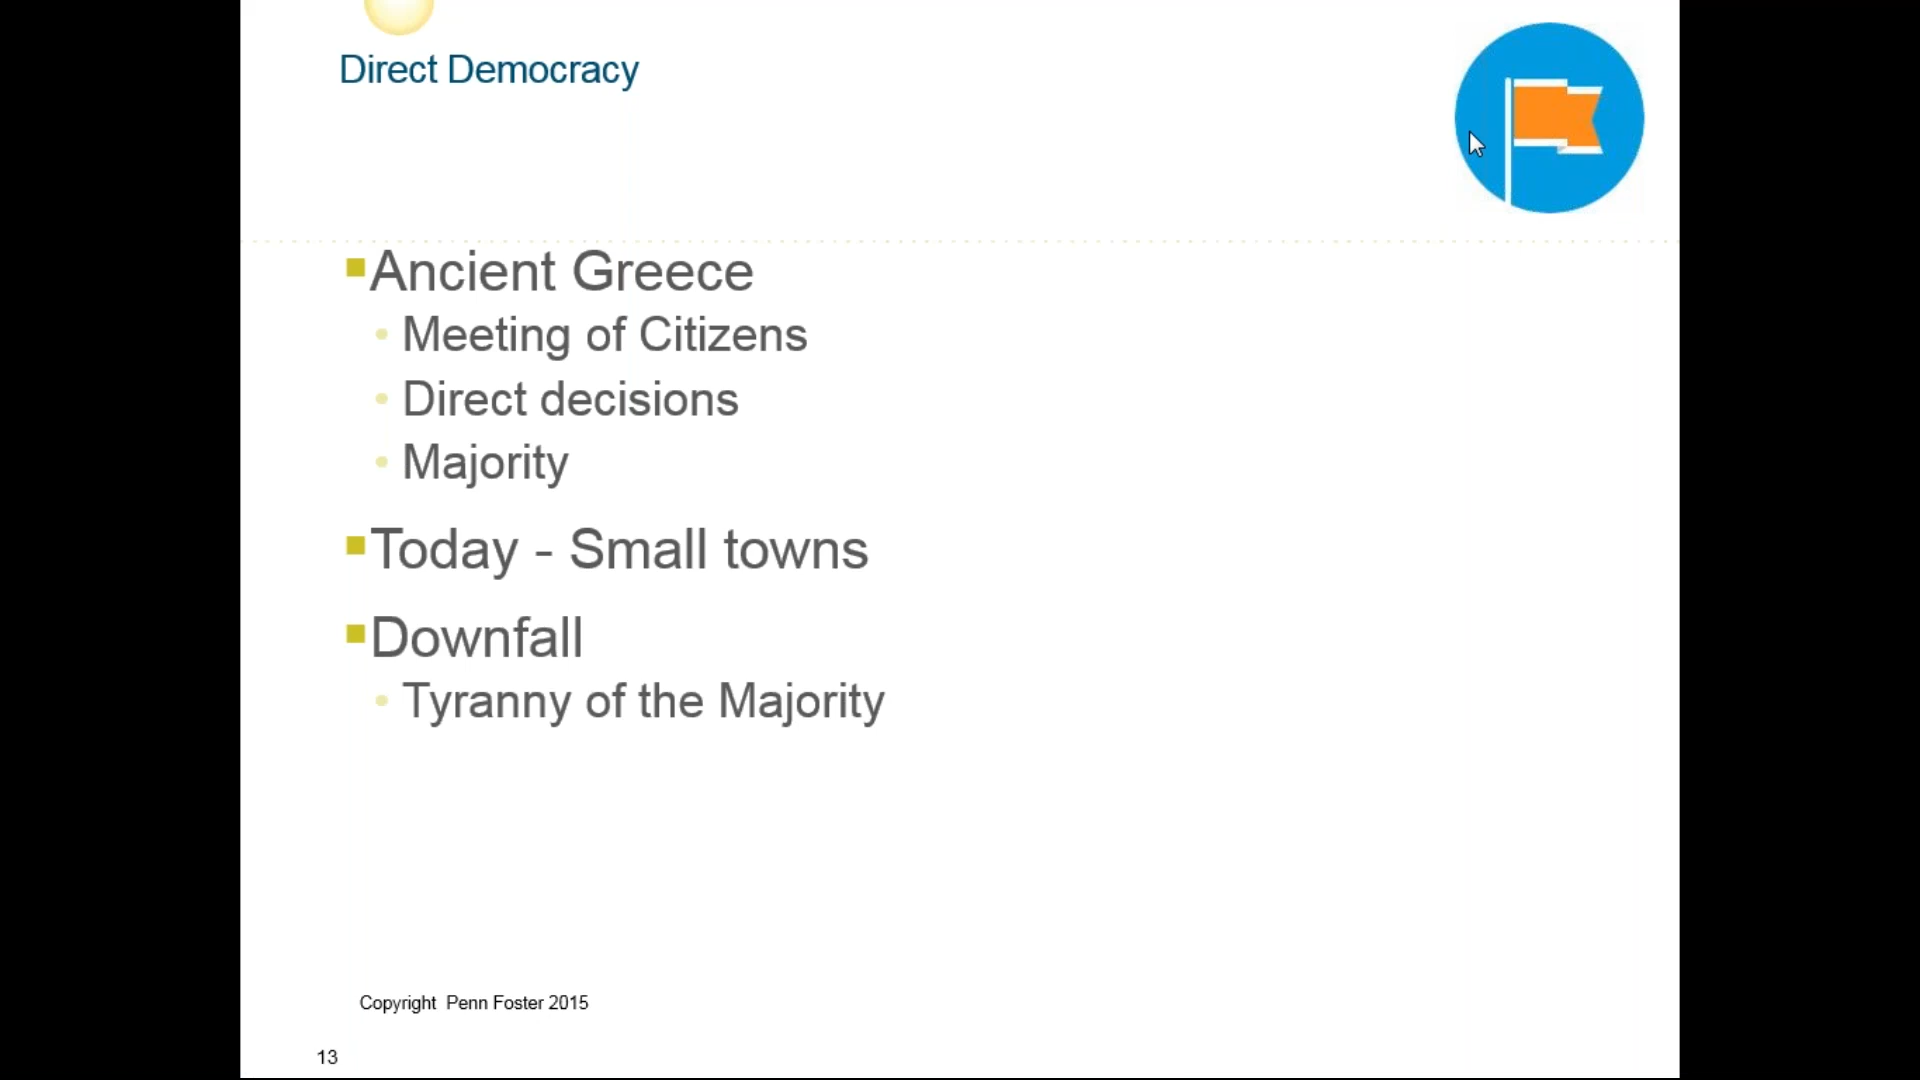 Direct Democracy
Ancient Greece
Meeting of Citizens
Direct decisions
Majority
Today - Small towns
Downfall
Tyranny of the Majority
Copyright Penn Foster 2015
13